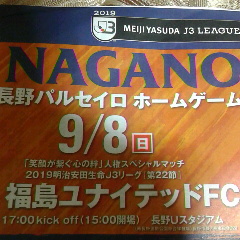 2019
J3
MEIJIYASUDA J3 LEAGUE
NAGANO
長野パルセイロ ホームゲーム
9/8 日
「笑顔が繋ぐ心の絆」人権スペシャルマッチ
2019明治安田生命J3リーグ［第22節］
福島ユナイテッドFC
17:00 kick off (15:00開場) 長野Uスタジアム